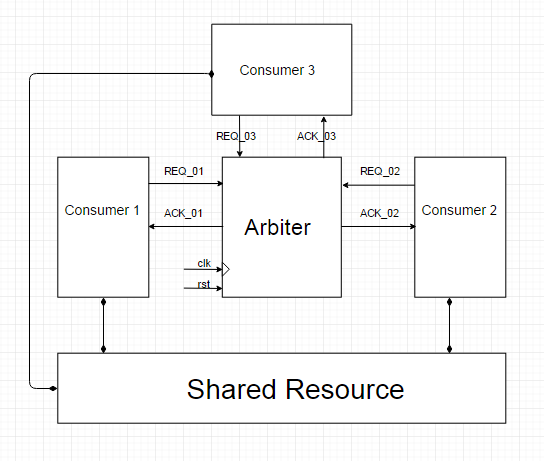 Consumer 3
REQ_03
ACK_03
REQ_01
REQ_02
Consumer 1
ACK_01
Arbiter
ACK_02
Consumer 2
clk
rst
Shared Resource